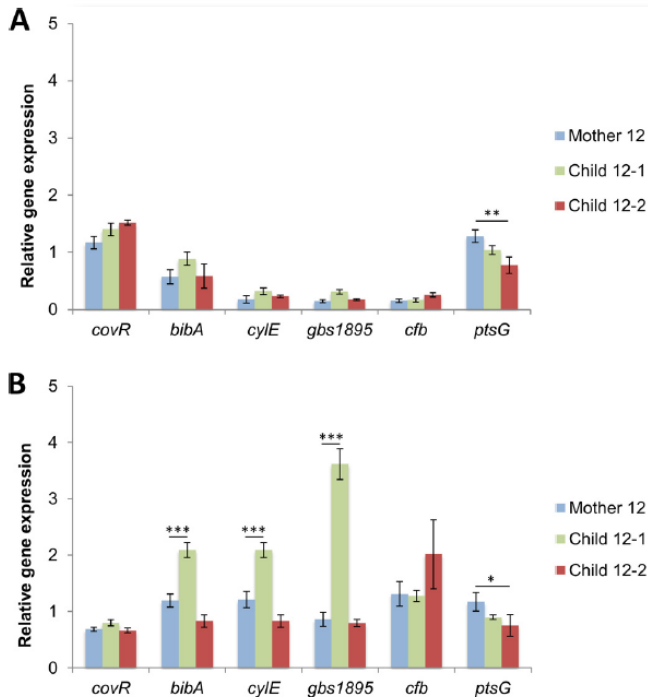 A
Relative gene expression
5
4
3
2
1
0
**
covR bibA cylE gbs1895 cfb ptsG
Mother 12
Child 12-1
Child 12-2
B
Relative gene expression
5
4
3
2
1
0
***
***
***
*
covR bibA cylE gbs1895 cfb ptsG
Mother 12
Child 12-1
Child 12-2